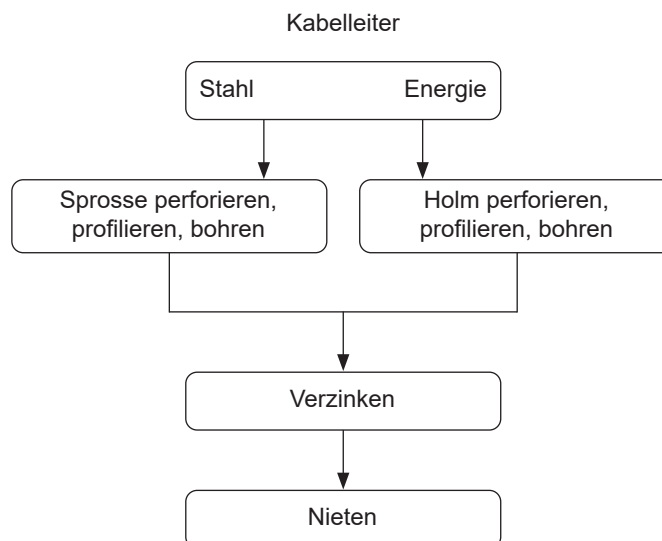 Kabelleiter
Stahl Energie
Sprosse perforieren,
profilieren, bohren
Holm perforieren,
profilieren, bohren
Verzinken
Nieten